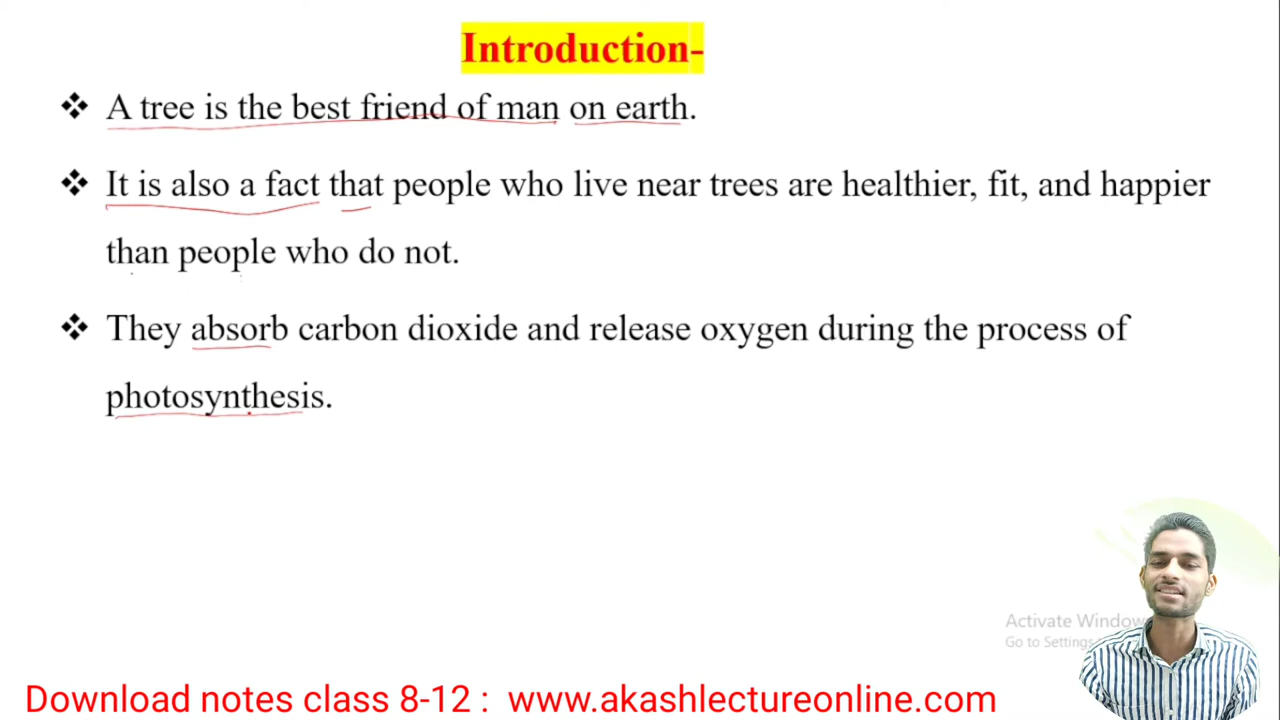 Introduction-
❖ A tree is the best friend of man on earth.
❖ It is also a fact that people who live near trees are healthier, fit, and happier
than people who do not.
❖ They absorb carbon dioxide and release oxygen during the process of
photosynthesis.
Activate Window
Go to Settings
Download notes class 8-12 : www.akashlectureonline.com